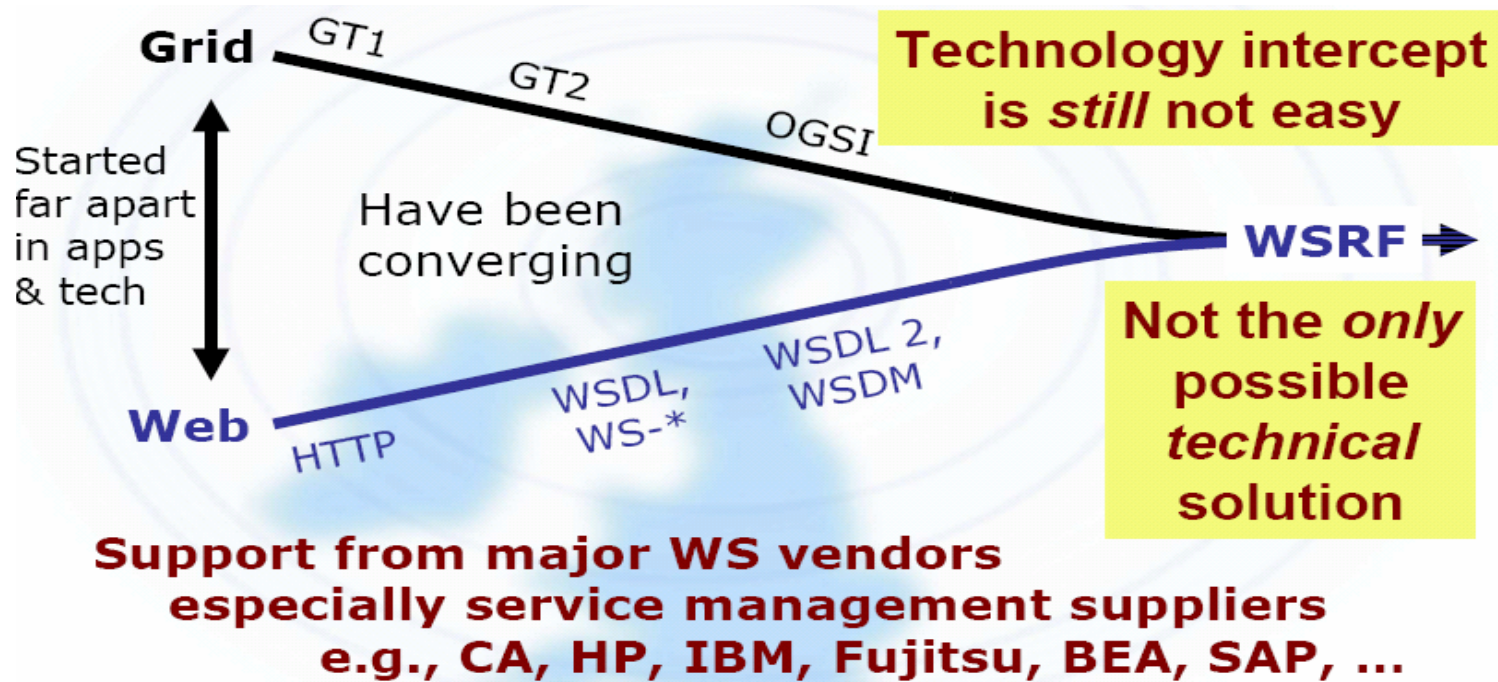 Grid
GT1
GT2
OGSI
Technology intercept
is still not easy
Started
far apart
in apps
& tech
Have been
converging
WSRF
Web
HTTP
WSDL,
WS-*
WSDL 2,
WSDM
Not the only
possible
technical
solution
Support from major WS vendors
especially service management suppliers
e.g., CA, HP, IBM, Fujitsu, BEA, SAP, ...